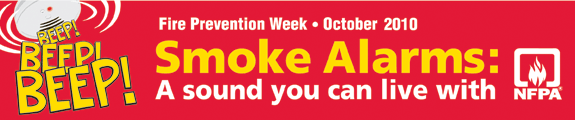 BEEP!
BEEP!
BEEP!
Fire Prevention Week • October 2010
Smoke Alarms:
A sound you can live with
NFPA®